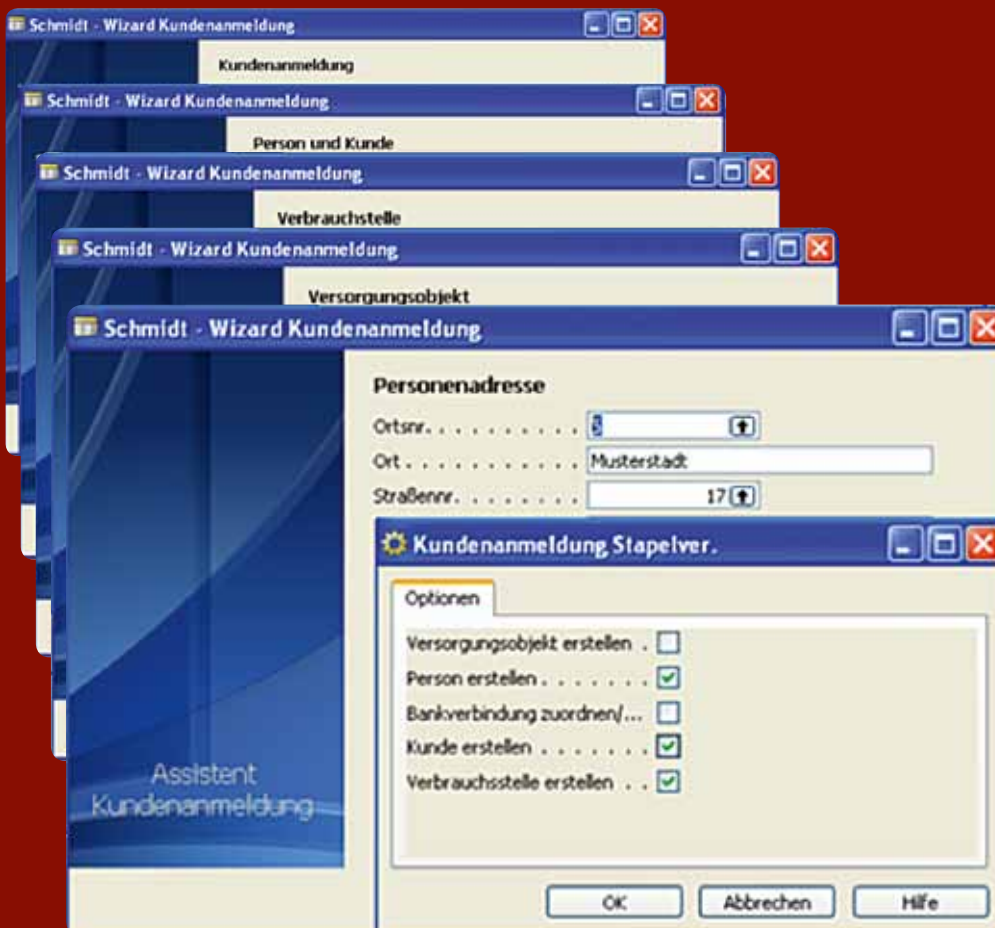 Schmidt - Wizard Kundenanmeldung
Kundenanmeldung
Schmidt - Wizard Kundenanmeldung
Person und Kunde
Schmidt - Wizard Kundenanmeldung
Verbrauchstelle
Schmidt - Wizard Kundenanmeldung
Versorgungsobjekt
Schmidt - Wizard Kundenanmeldung
Personenadresse
Ortsnr. . . . . . . . . . . 5
Ort . . . . . . . . . . . Musterstadt
Straßennr. . . . . . . . . 17
Kundenanmeldung Stapelver.
Optionen
Versorgungsobjekt erstellen .
Person erstellen . . . . . . .
Bankverbindung zuordnen/...
Kunde erstellen . . . . . . .
Verbrauchsstelle erstellen . .
Assistent
Kundenanmeldung
OK Abbrechen Hilfe